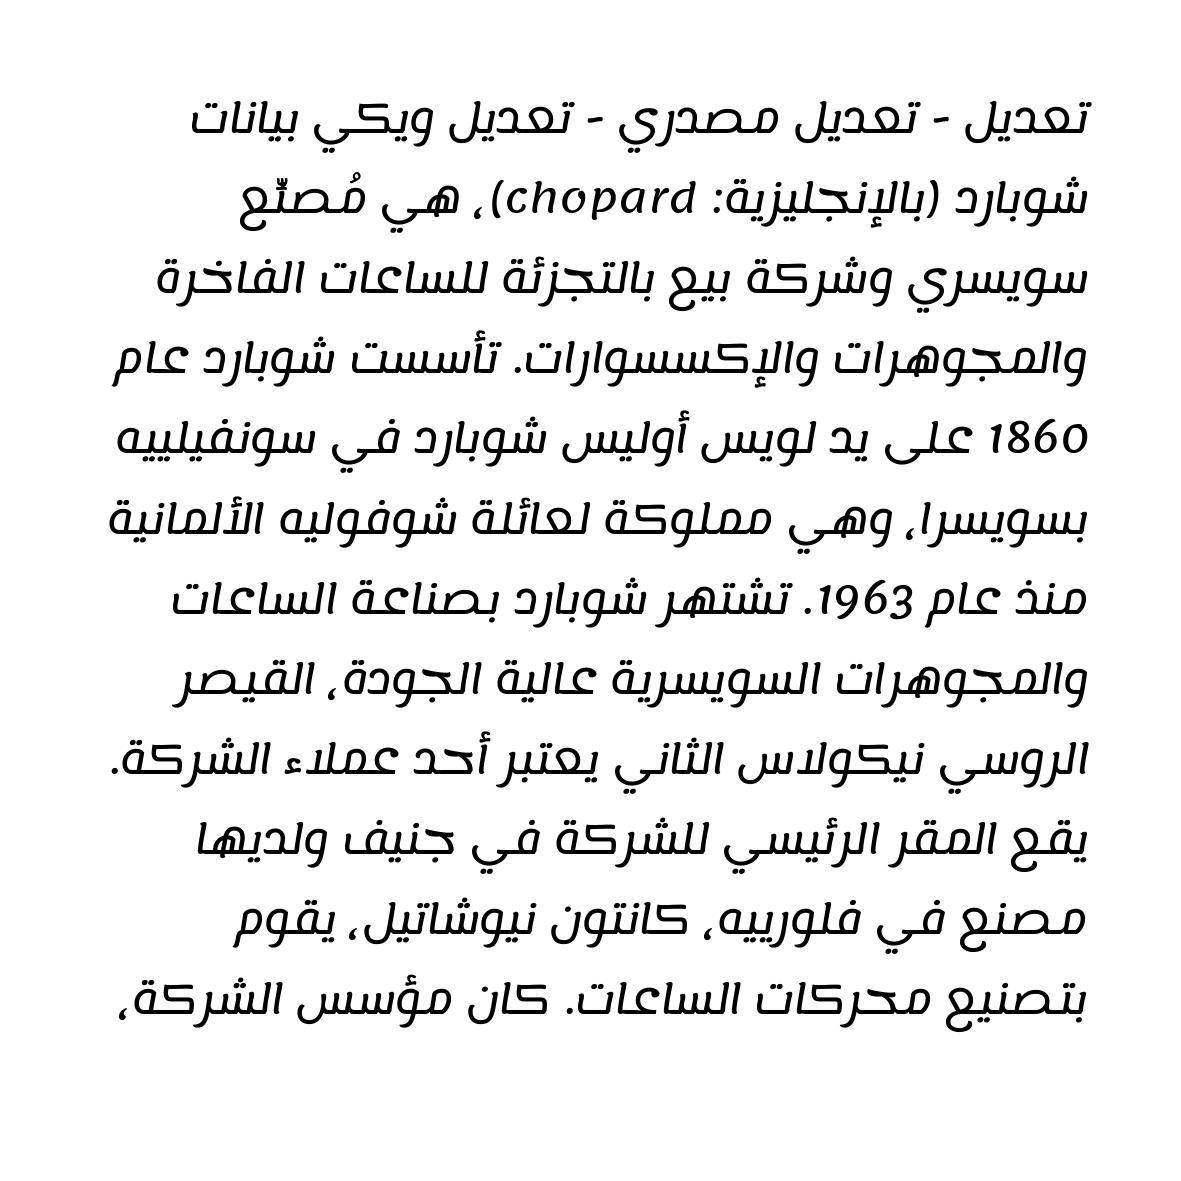 تعديل - تعديل مصدري - تعديل ويكي بيانات
شوبارد (بالإنجليزية: chopard)، هي مُصنّع
سويسري وشركة بيع بالتجزئة للساعات الفاخرة
والمجوهرات والإكسسوارات. تأسست شوبارد عام
1860 على يد لويس أوليس شوبارد في سونفيلييه
بسويسرا، وهي مملوكة لعائلة شوفوليه الألمانية
منذ عام 1963. تشتهر شوبارد بصناعة الساعات
والمجوهرات السويسرية عالية الجودة، القيصر
الروسي نيكولاس الثاني يعتبر أحد عملاء الشركة.
يقع المقر الرئيسي للشركة في جنيف ولديها
مصنع في فلورييه، كانتون نيوشاتيل، يقوم
بتصنيع محركات الساعات. كان مؤسس الشركة،